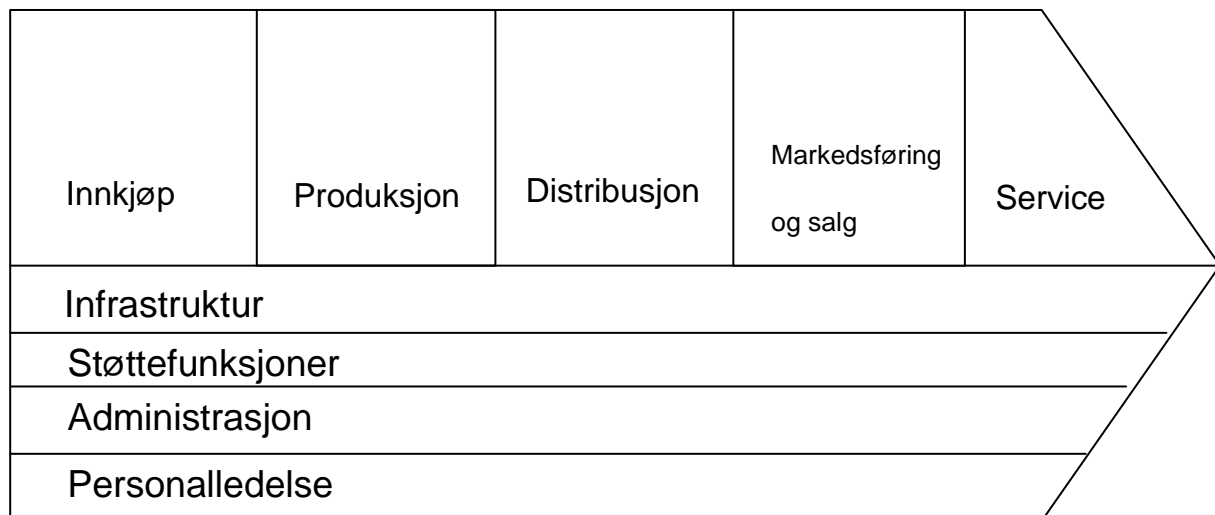 Innkjøp
Produksjon
Distribusjon
Markedsføring
og salg
Service
Infrastruktur
Støttefunksjoner
Administrasjon
Personalledelse